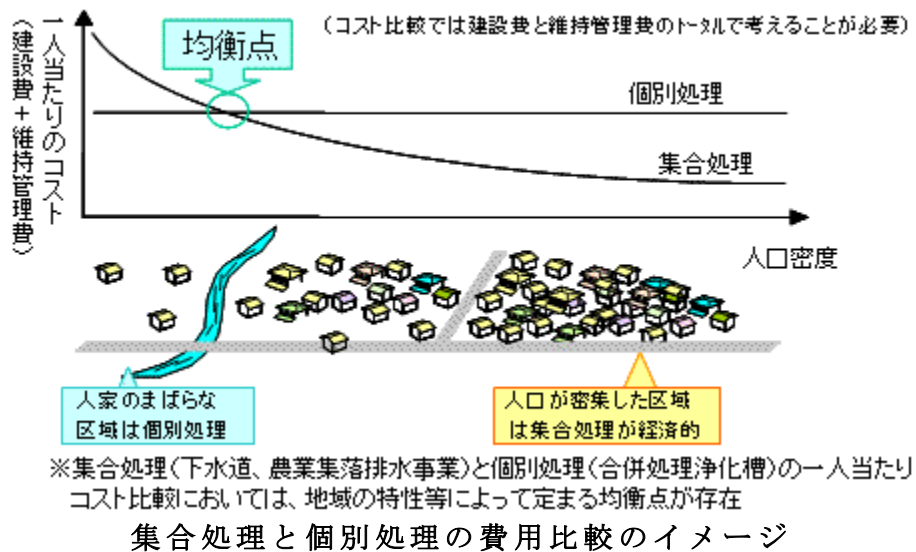 (コスト比較では建設費と維持管理費のトータルで考えることが必要)
均衡点
一人当たりのコスト
(建設費+維持管理費)
個別処理
集合処理
人口密度
人家のまばらな
区域は個別処理
人口が密集した区域
は集合処理が経済的
※集合処理(下水道、農業集落排水事業)と個別処理(合併処理浄化槽)の一人当たり
コスト比較においては、地域の特性等によって定まる均衡点が存在
集合処理と個別処理の費用比較のイメージ